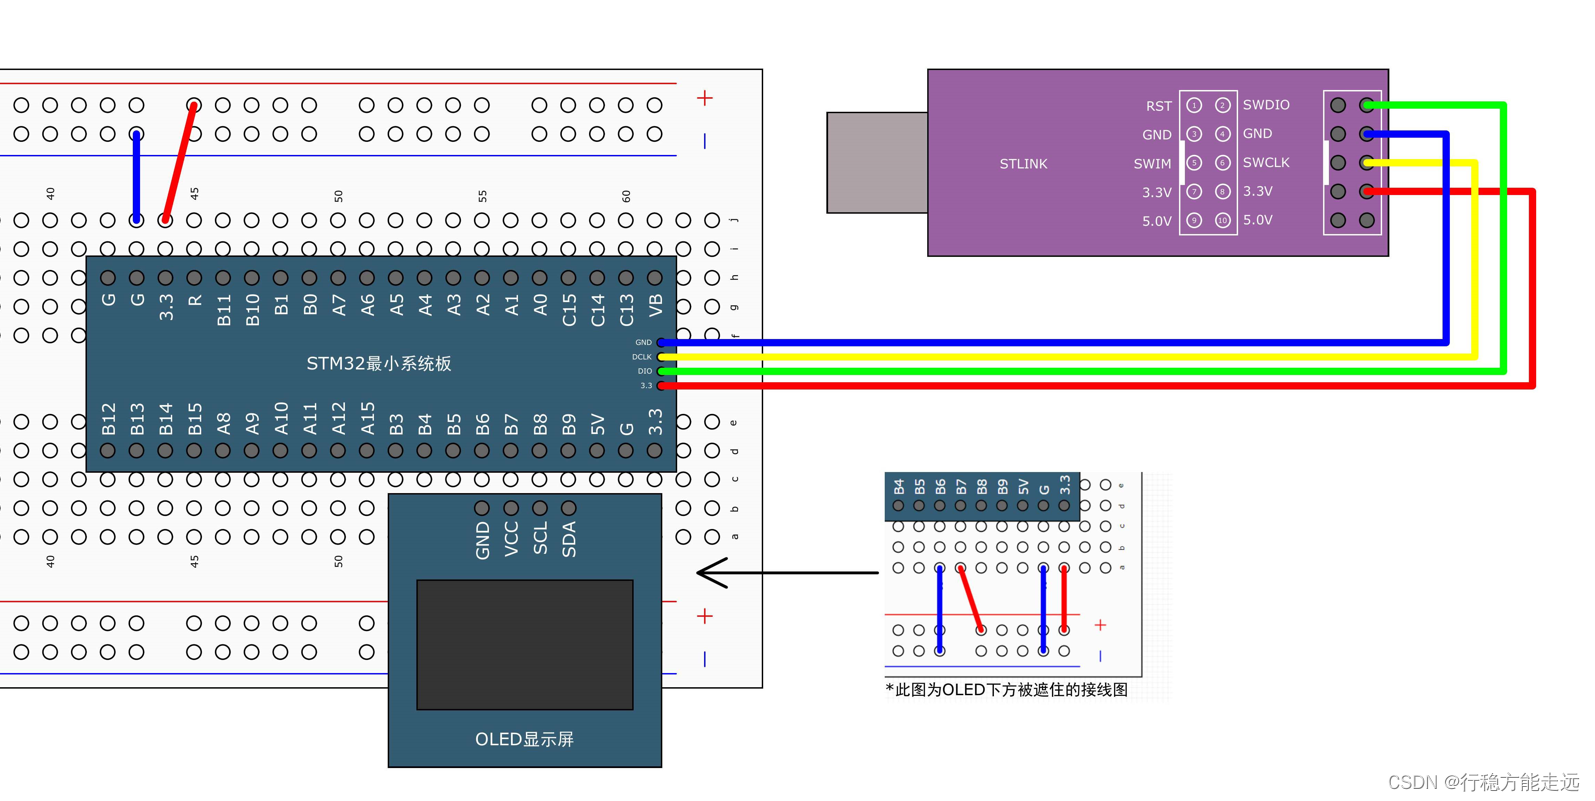 +
—
40
45
50
55
60
j
i
h
g
f
G
G
3.3
R
B11
B10
B1
B0
A7
A6
A5
A4
A3
A2
A1
A0
C15
C14
C13
VB
GND
DCLK
DIO
3.3
STM32最小系统板
B12
B13
B14
B15
A8
A9
A10
A11
A12
A15
B3
B4
B5
B6
B7
B8
B9
5V
G
3.3
e
d
c
b
a
40
45
50
GND
VCC
SCL
SDA
OLED显示屏
+
—
STLINK
RST 1 2 SWDIO
GND 3 4 GND
SWIM 5 6 SWCLK
3.3V 7 8 3.3V
5.0V 9 10 5.0V
B4
B5
B6
B7
B8
B9
5V
G
3.3
e
d
c
b
a
+
—
*此图为OLED下方被遮住的接线图
CSDN @行稳方能走远